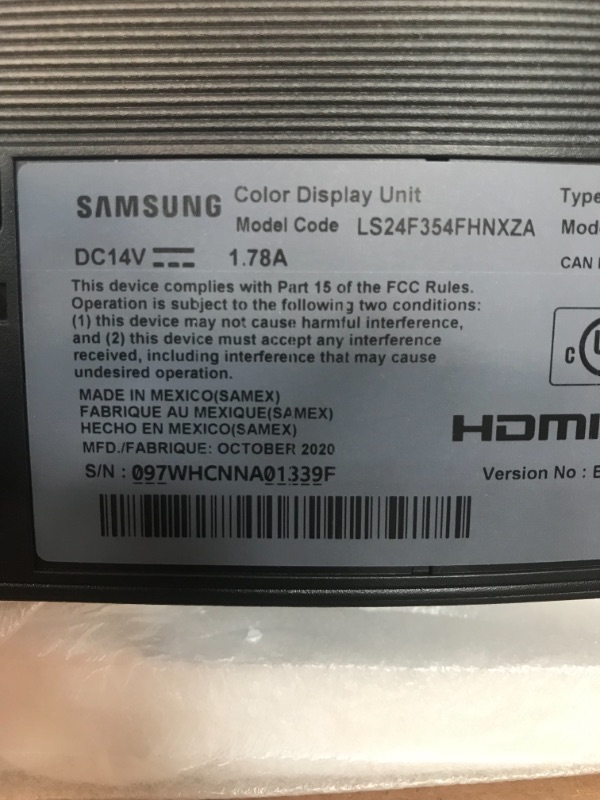 SAMSUNG Color Display Unit
Model Code LS24F354FHNXZA
Type
DC14V 1.78A
CAN
This device complies with Part 15 of the FCC Rules.
Operation is subject to the following two conditions:
(1) this device may not cause harmful interference,
and (2) this device must accept any interference
received, including interference that may cause
undesired operation.
MADE IN MEXICO(SAMEX)
FABRIQUE AU MEXIQUE(SAMEX)
HECHO EN MEXICO(SAMEX)
MFD./FABRIQUE: OCTOBER 2020
S/N : 097WHCNNA01339F
HDMI
Version No :